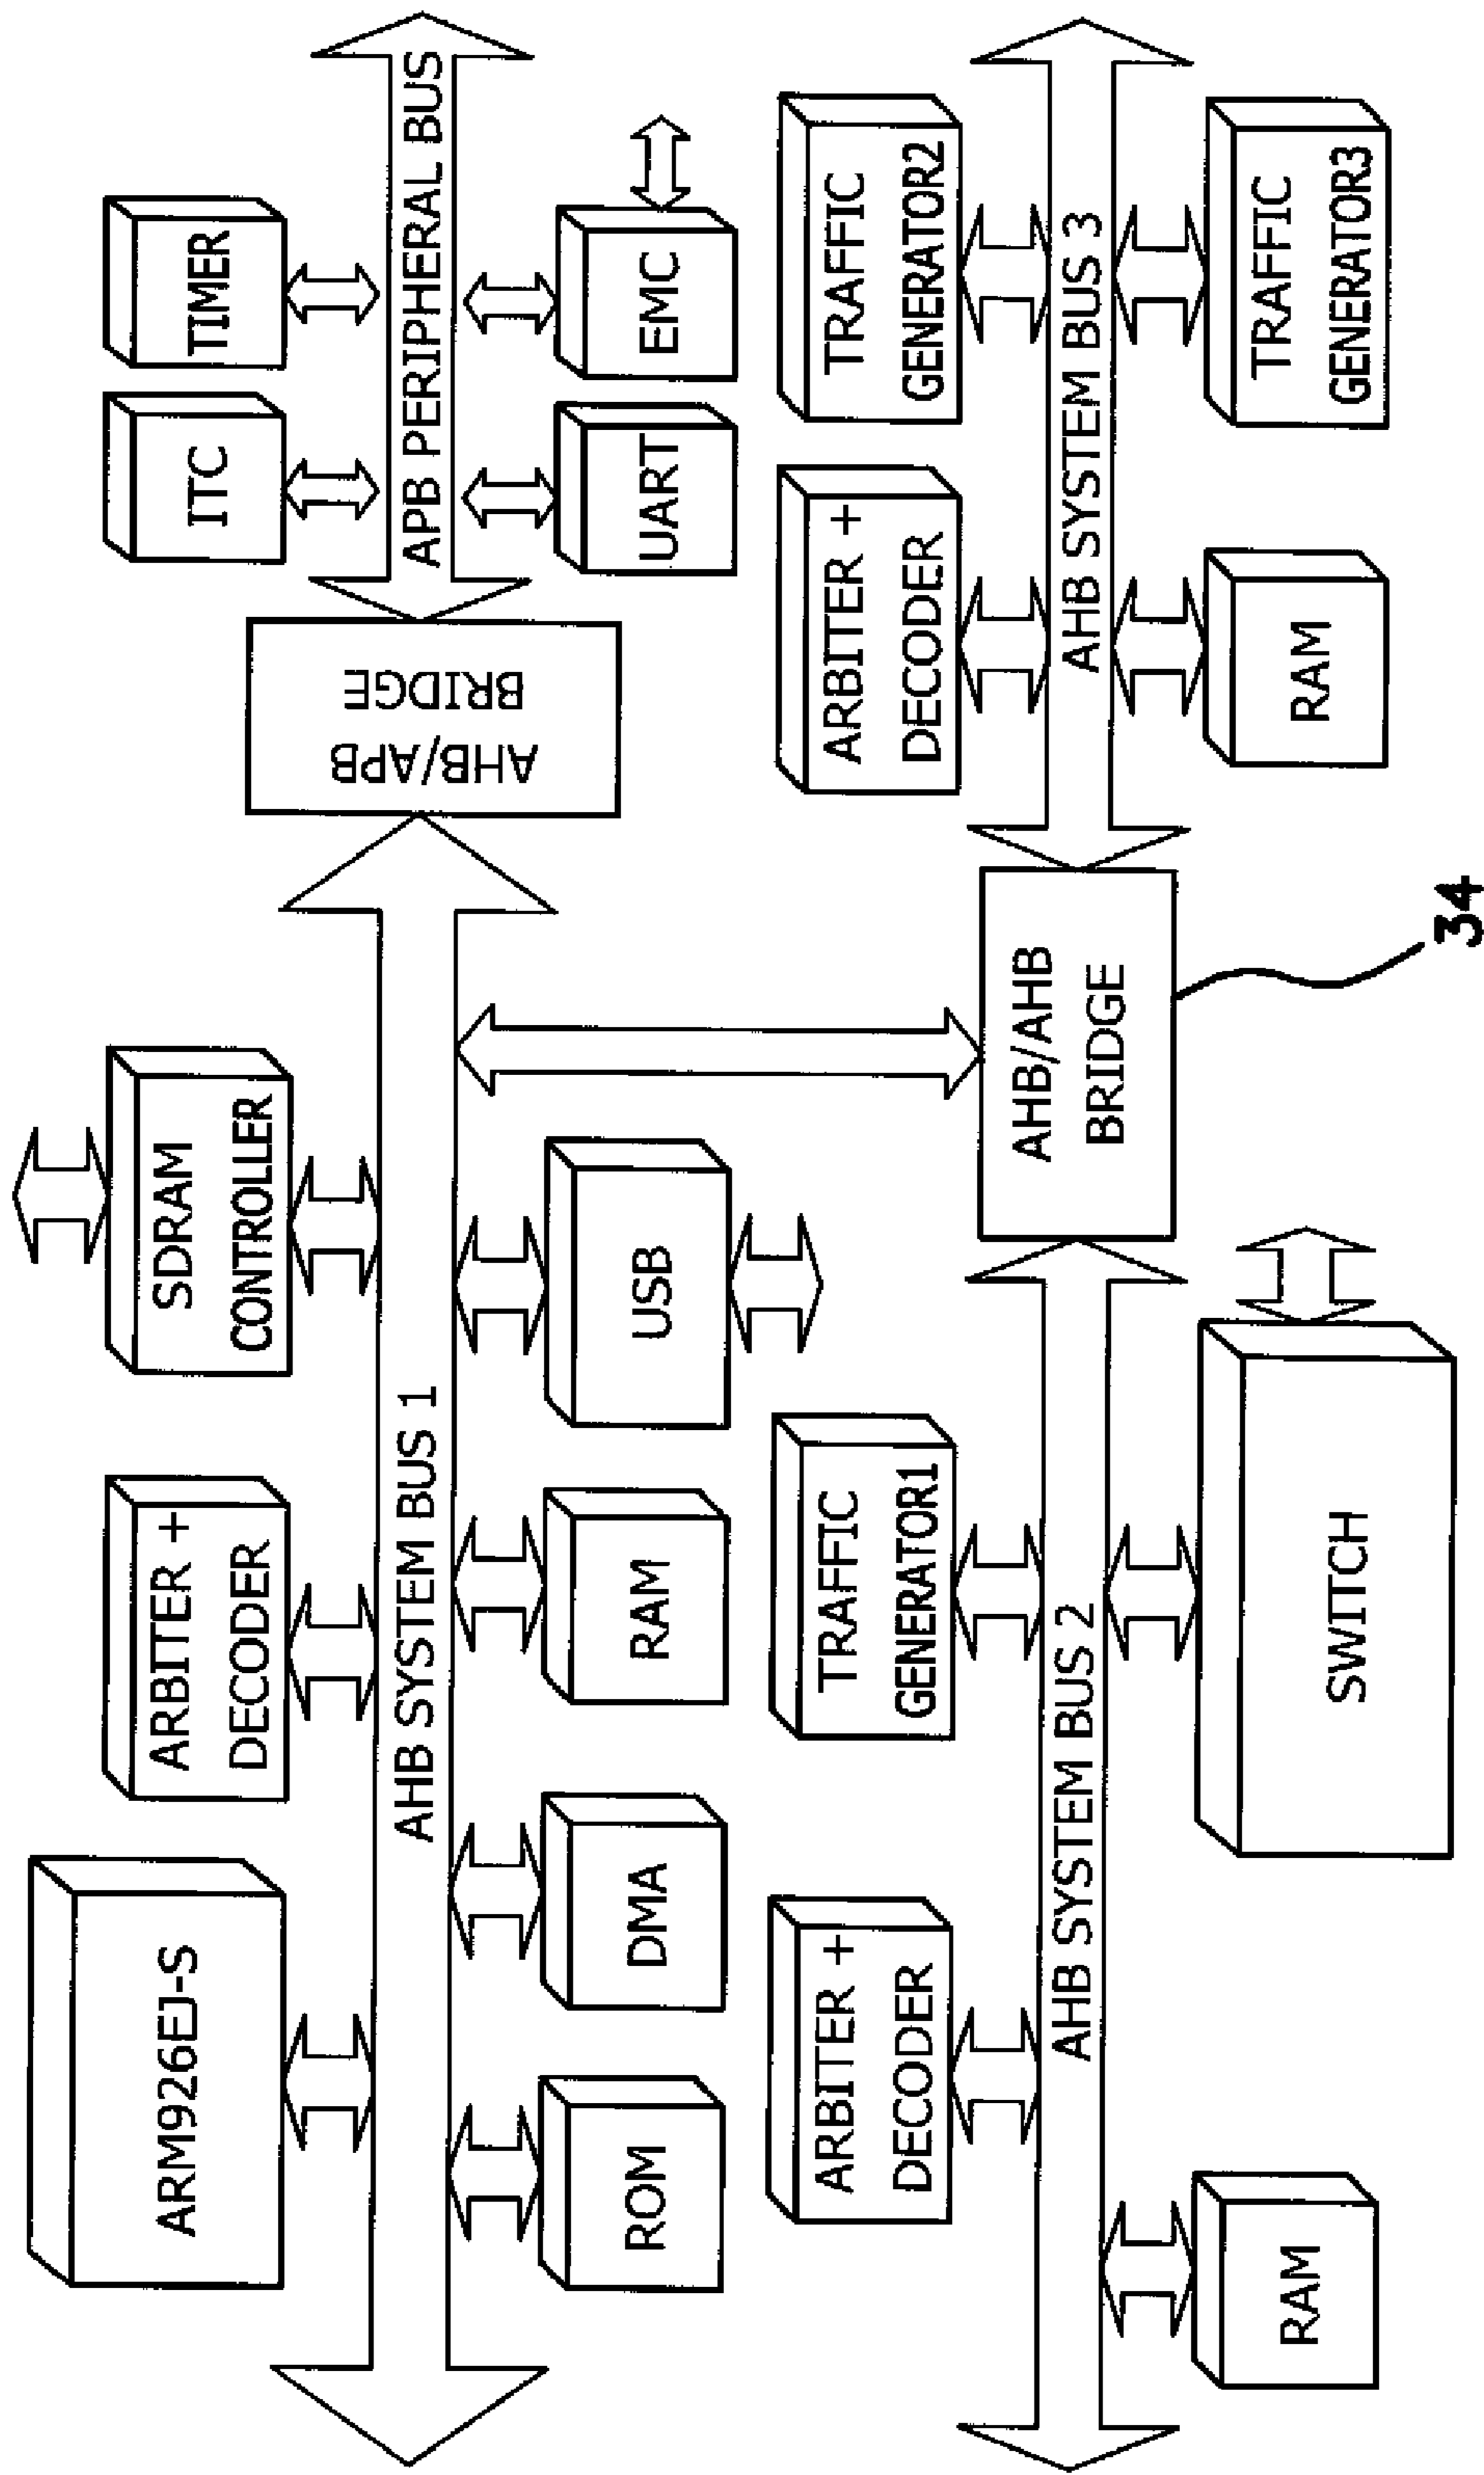 ARM926EJ-S
ARBITER +
DECODER
SDRAM
CONTROLLER
ITC
TIMER
AHB SYSTEM BUS 1
AHB/APB
BRIDGE
APB PERIPHERAL BUS
ROM
DMA
RAM
USB
UART
EMC
ARBITER +
DECODER
TRAFFIC
GENERATOR1
ARBITER +
DECODER
TRAFFIC
GENERATOR2
AHB SYSTEM BUS 2
AHB/AHB
BRIDGE
AHB SYSTEM BUS 3
RAM
SWITCH
RAM
TRAFFIC
GENERATOR3
34